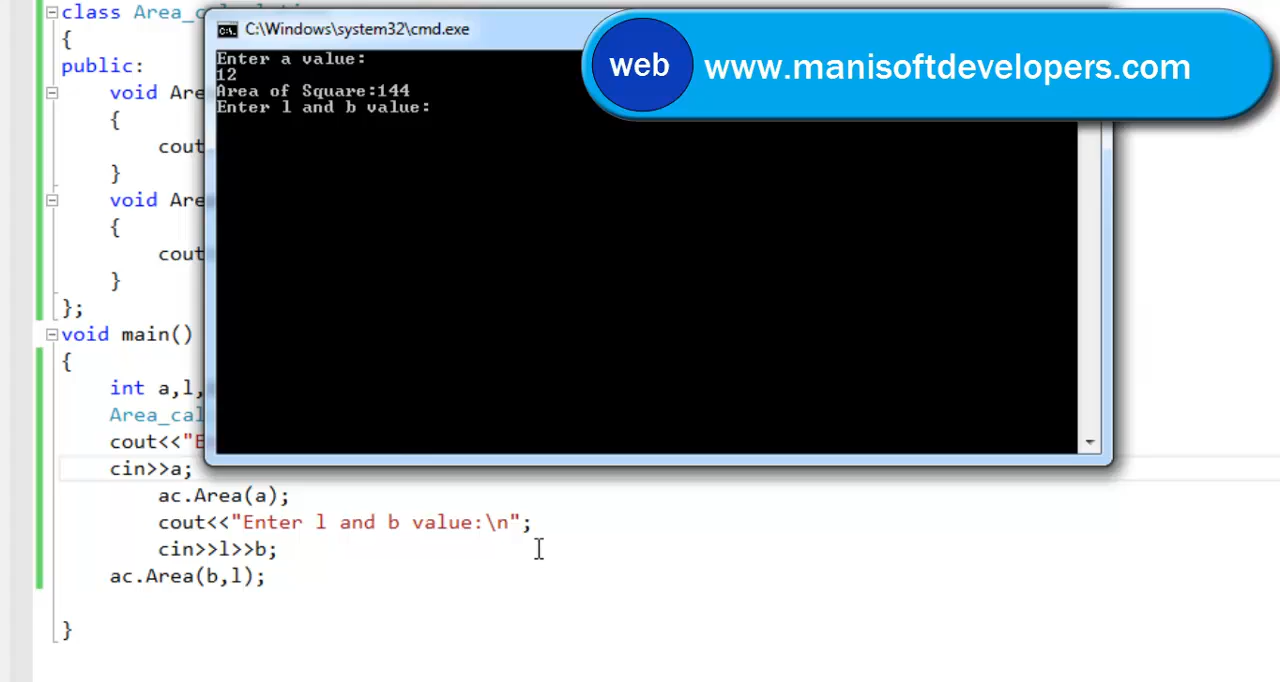 class Area_
{
public:
void Are
{
cout
}
void Are
{
cout
}
};
void main()
{
int a,l,
Area_cal
cout<<"E
cin>>a;
ac.Area(a);
cout<<"Enter l and b value:\n";
cin>>l>>b;
ac.Area(b,l);
}
C:\Windows\system32\cmd.exe
Enter a value:
12
Area of Square:144
Enter l and b value:
web www.manisoftdevelopers.com